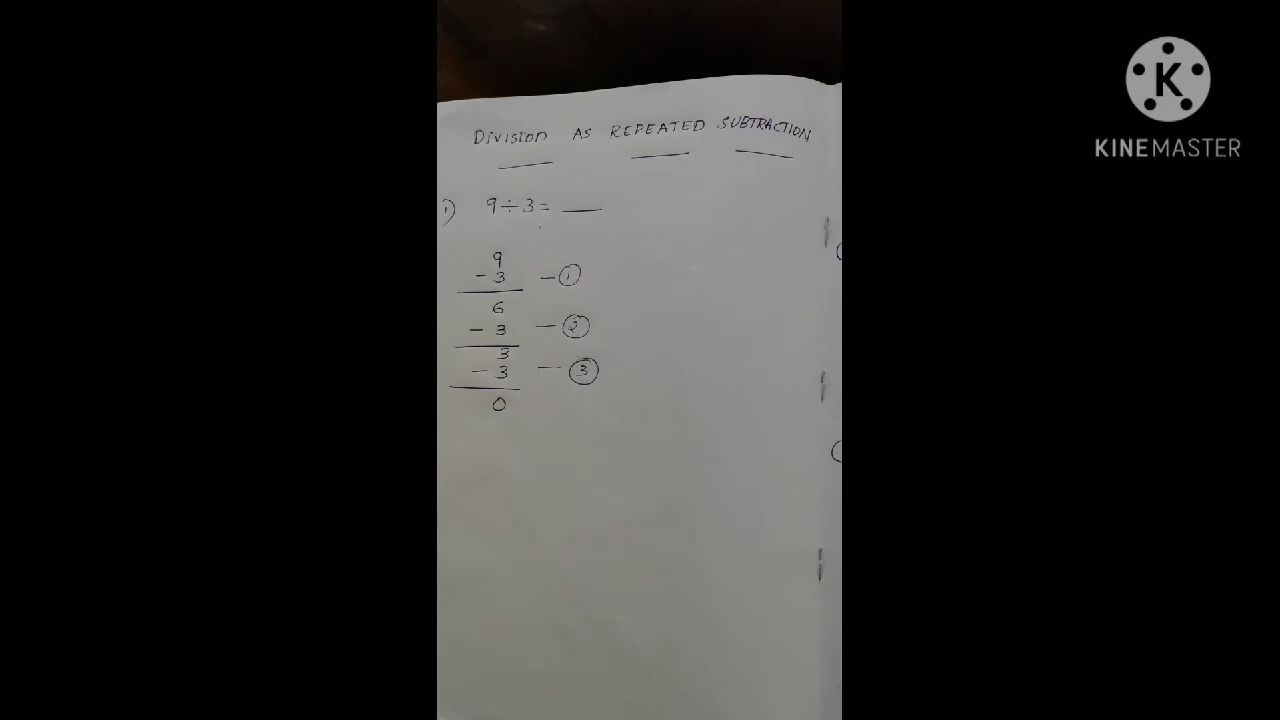 DIVISION AS REPEATED SUBTRACTION
1) 9÷3= ___
9
- 3 - 1
6
- 3 - 2
3
- 3 - 3
0
K
KINEMASTER